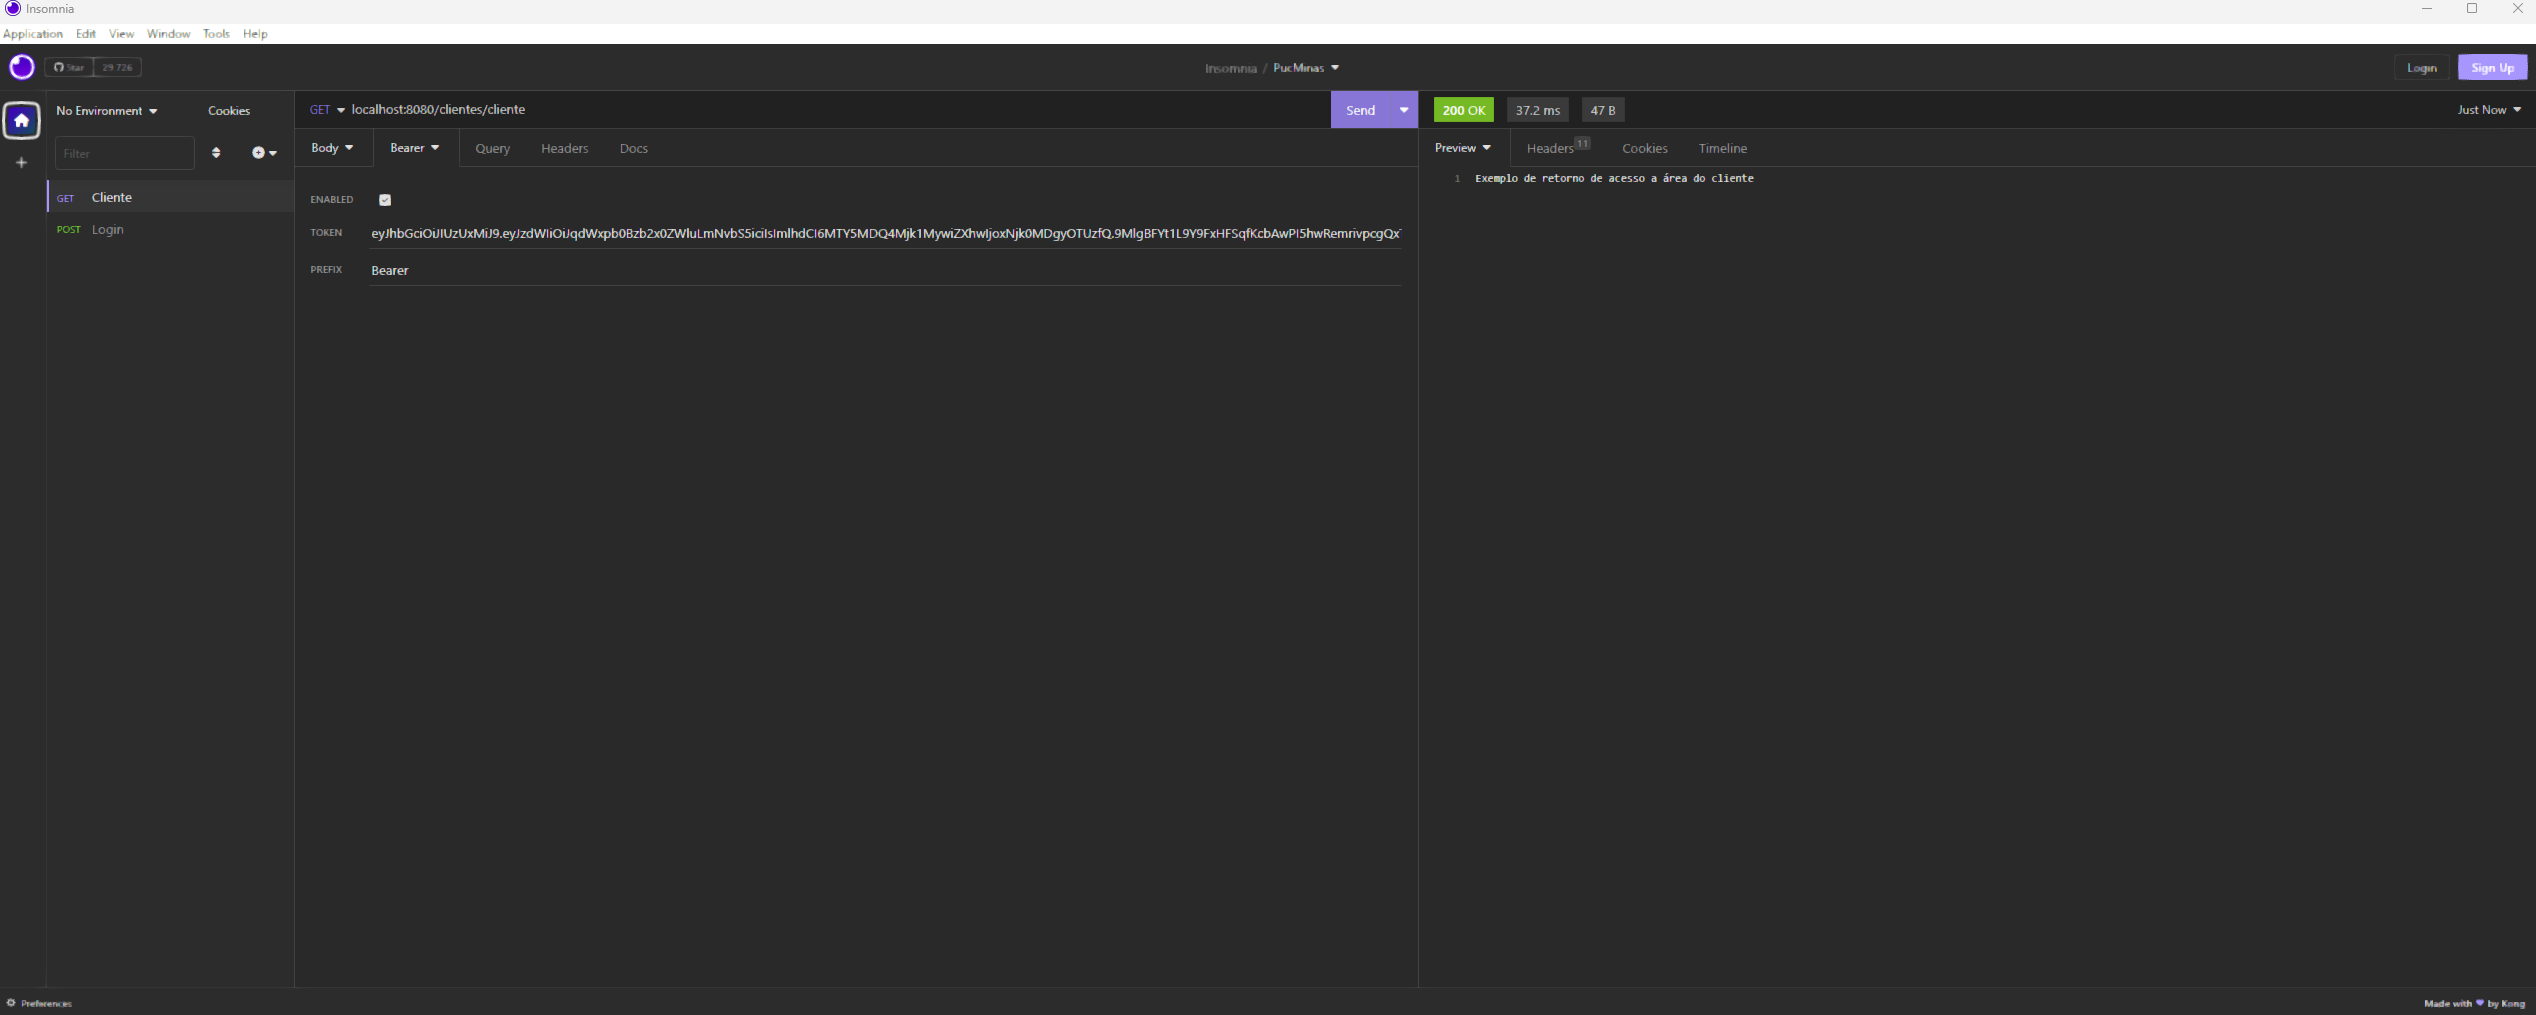 Insomnia
Application Edit View Window Tools Help
Star 29 726
Insomnia / PucMinas
Login Sign Up
No Environment Cookies
GET localhost:8080/clientes/cliente
Send
200 OK 37.2 ms 47 B
Just Now
Filter
Body Bearer Query Headers Docs
Preview Headers 11 Cookies Timeline
GET Cliente
POST Login
ENABLED
TOKEN
PREFIX Bearer
1 Exemplo de retorno de acesso a área do cliente
Preferences
Made with by Kong